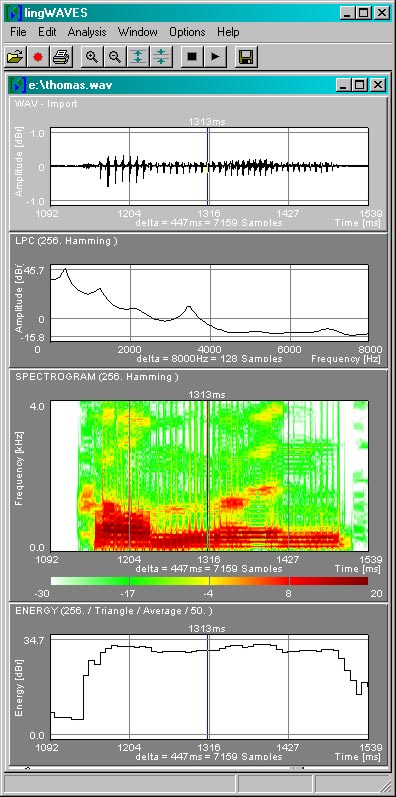 lingWAVES
File Edit Analysis Window Options Help
e:\thomas.wav
WAV - Import
1313ms
Amplitude [dBr]
1.0
0
-1.0
1092 1204 1316 1427 1539
delta = 447ms = 7159 Samples Time [ms]
LPC (256. Hamming )
Amplitude [dBr]
45.7
0
-15.8
0 2000 4000 6000 8000
delta = 8000Hz = 128 Samples Frequency [Hz]
SPECTROGRAM (256. Hamming )
1313ms
Frequency [kHz]
4.0
0.0
1092 1204 1316 1427 1539
delta = 447ms = 7159 Samples Time [ms]
-30 -17 -4 8 20
ENERGY (256. / Triangle / Average / 50. )
1313ms
Energy [dBr]
34.7
0.0
1092 1204 1316 1427 1539
delta = 447ms = 7159 Samples Time [ms]